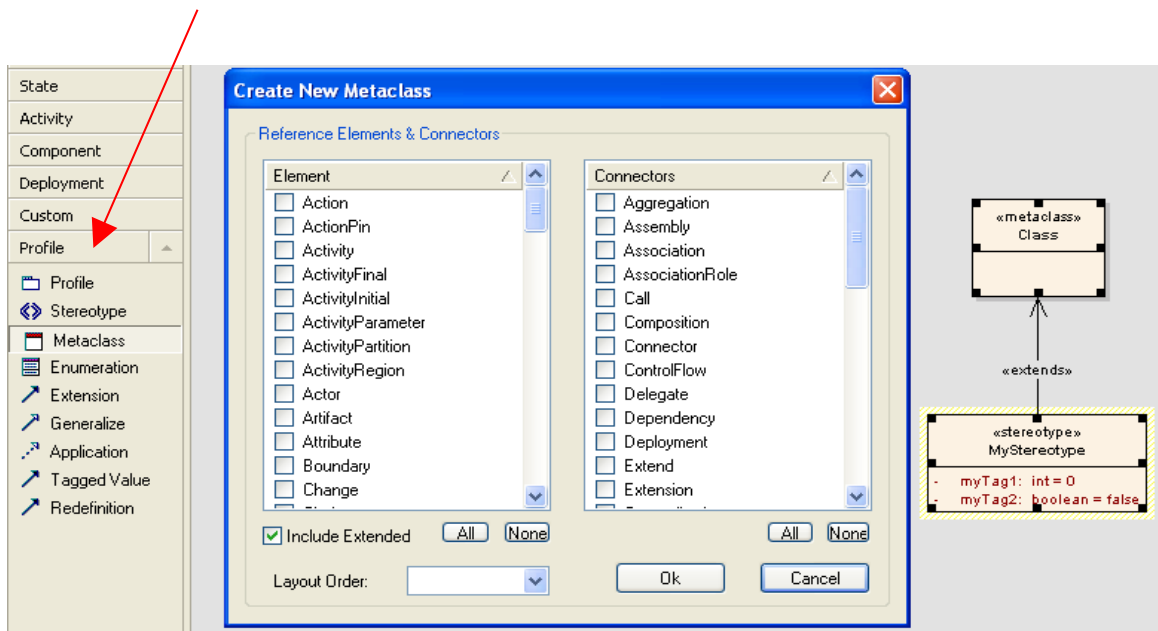 State
Activity
Component
Deployment
Custom
Profile
Profile
Stereotype
Metaclass
Enumeration
Extension
Generalize
Application
Tagged Value
Redefinition
Create New Metaclass
Reference Elements & Connectors
Element
Action
ActionPin
Activity
ActivityFinal
ActivityInitial
ActivityParameter
ActivityPartition
ActivityRegion
Actor
Artifact
Attribute
Boundary
Change
Connectors
Aggregation
Assembly
Association
AssociationRole
Call
Composition
Connector
ControlFlow
Delegate
Dependency
Deployment
Extend
Extension
Include Extended
All
None
All
None
Layout Order:
Ok
Cancel
«metaclass»
Class
«extends»
«stereotype»
MyStereotype
- myTag1: int = 0
- myTag2: boolean = false